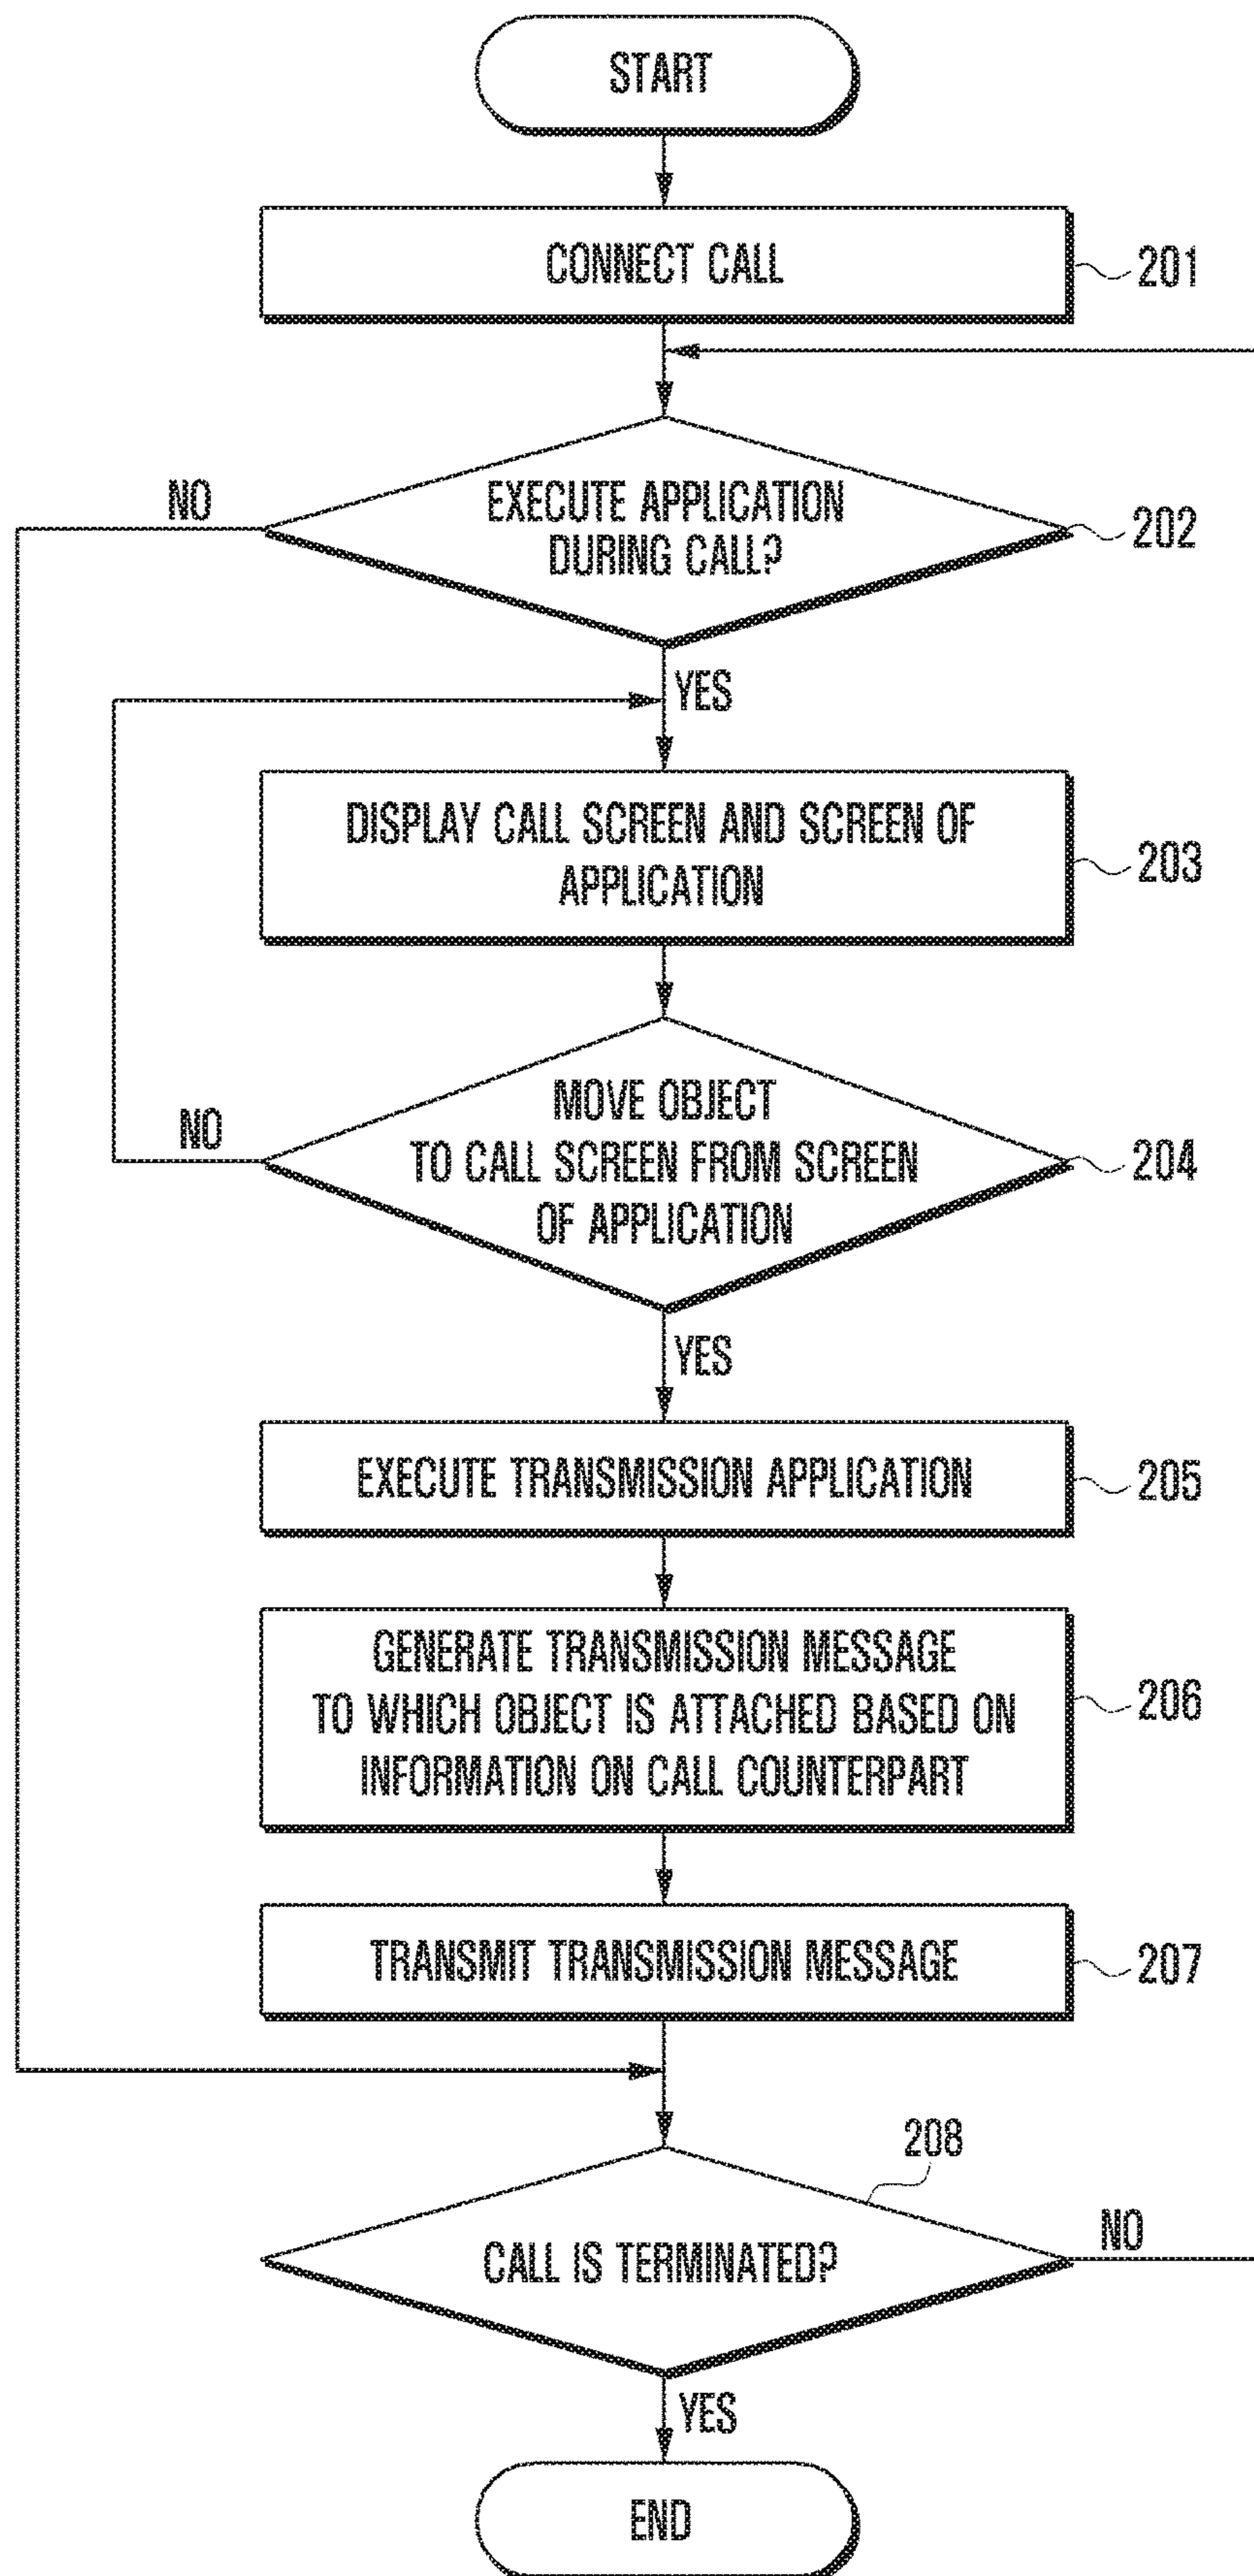 START
CONNECT CALL
201
NO
EXECUTE APPLICATION
DURING CALL?
202
YES
DISPLAY CALL SCREEN AND SCREEN OF
APPLICATION
203
NO
MOVE OBJECT
TO CALL SCREEN FROM SCREEN
OF APPLICATION
204
YES
EXECUTE TRANSMISSION APPLICATION
205
GENERATE TRANSMISSION MESSAGE
TO WHICH OBJECT IS ATTACHED BASED ON
INFORMATION ON CALL COUNTERPART
206
TRANSMIT TRANSMISSION MESSAGE
207
208
CALL IS TERMINATED?
NO
YES
END